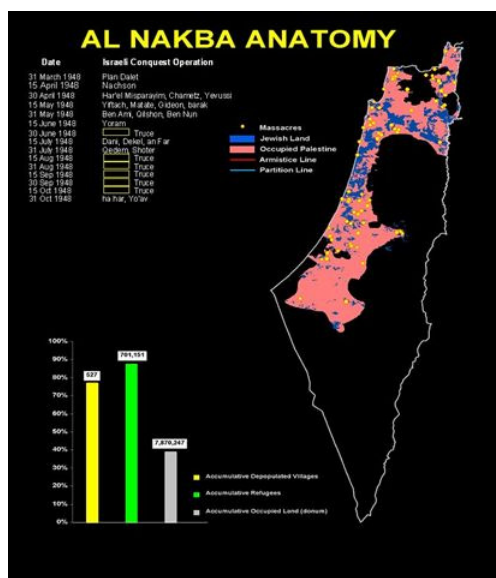 AL NAKBA ANATOMY
Date Israeli Conquest Operation
31 March 1948 Plan Dalet
15 April 1948 Nachson
30 April 1948 Har'el Misparayim, Chametz, Yevussi
15 May 1948 Yiftach, Matate, Gideon, barak
31 May 1948 Ben Ami, Gilshon, Ben Nun
15 June 1948 Yoram
30 June 1948 Truce
15 July 1948 Dani, Dekel, an Far
31 July 1948 Qedem, Shoter
15 Aug 1948 Truce
31 Aug 1948 Truce
15 Sep 1948 Truce
30 Sep 1948 Truce
15 Oct 1948 Truce
31 Oct 1948 ha har, Yo'av
Massacres
Jewish Land
Occupied Palestine
Armistice Line
Partition Line
100%
90%
80%
70%
60%
50%
40%
30%
20%
10%
0%
527
791,151
7,870,247
Accumulative Depopulated Villages
Accumulative Refugees
Accumulative Occupied Land (donum)